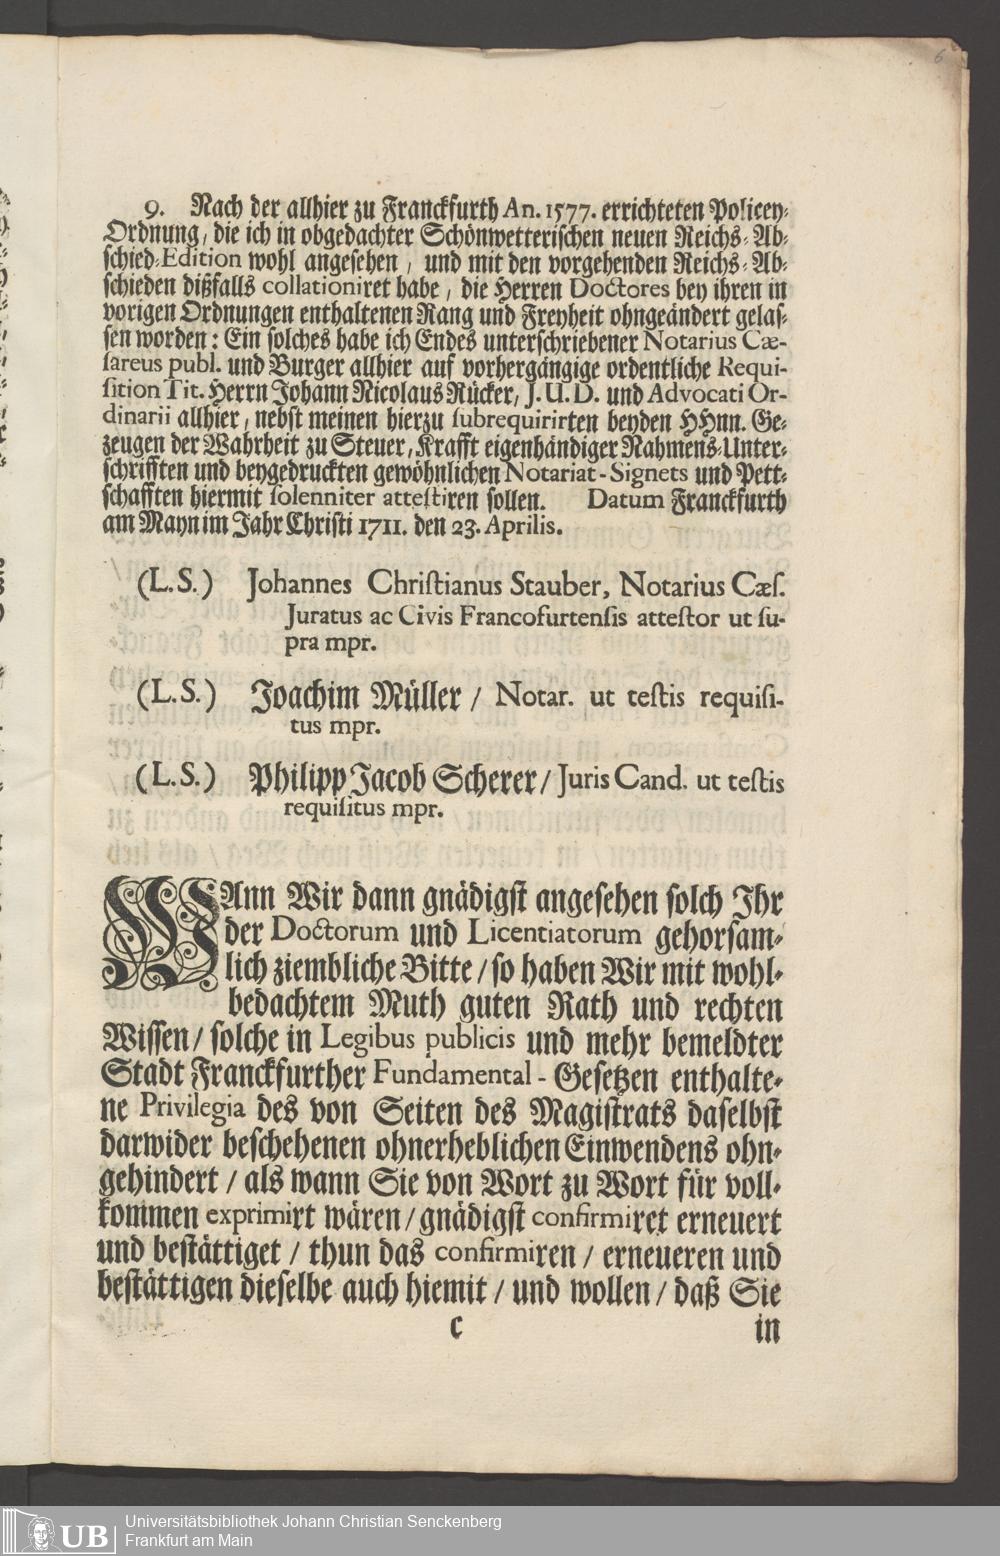 6
9. Nach der allhier zu Franckfurth An. 1577. errichteten Policey-
Ordnung, die ich in obgedachter Schönwetterischen neuen Reichs-Ab-
schied-Edition wohl angesehen, und mit den vorgehenden Reichs-Ab-
schieden dißfalls collationiret habe, die Herren Doctores bey ihren in
vorigen Ordnungen enthaltenen Rang und Freyheit ohngeändert gelas-
sen worden: Ein solches habe ich Endes unterschriebener Notarius Cæ-
sareus publ. und Burger allhier auf vorhergängige ordentliche Requi-
sition Tit. Herrn Johann Nicolaus Rücker, J. U. D. und Advocati Or-
dinarii allhier, nebst meinen hierzu subrequirirten beyden HHnn. Ge-
zeugen der Wahrheit zu Steuer, Krafft eigenhändiger Nahmens-Unter-
schrifften und beygedruckten gewöhnlichen Notariat-Signets und Pett-
schafften hiermit solenniter attestiren sollen. Datum Franckfurth
am Mayn im Jahr Christi 1711. den 23. Aprilis.
(L.S.) Johannes Christianus Stauber, Notarius Cæs.
Juratus ac Civis Francofurtensis attestor ut su-
pra mpr.
(L.S.) Joachim Müller / Notar. ut testis requisi-
tus mpr.
(L.S.) Philipp Jacob Scherer / Juris Cand. ut testis
requisitus mpr.
WAnn Wir dann gnädigst angesehen solch Ihr
der Doctorum und Licentiatorum gehorsam-
lich ziembliche Bitte / so haben Wir mit wohl-
bedachtem Muth guten Rath und rechten
Wissen / solche in Legibus publicis und mehr bemeldter
Stadt Franckfurther Fundamental-Gesetzen enthalte-
ne Privilegia des von Seiten des Magistrats daselbst
darwider beschehenen ohnerheblichen Einwendens ohn-
gehindert / als wann Sie von Wort zu Wort für voll-
kommen exprimirt wären / gnädigst confirmiret erneuert
und bestättiget / thun das confirmiren / erneueren und
bestättigen dieselbe auch hiemit / und wollen / daß Sie
C in
UB Universitätsbibliothek Johann Christian Senckenberg
Frankfurt am Main